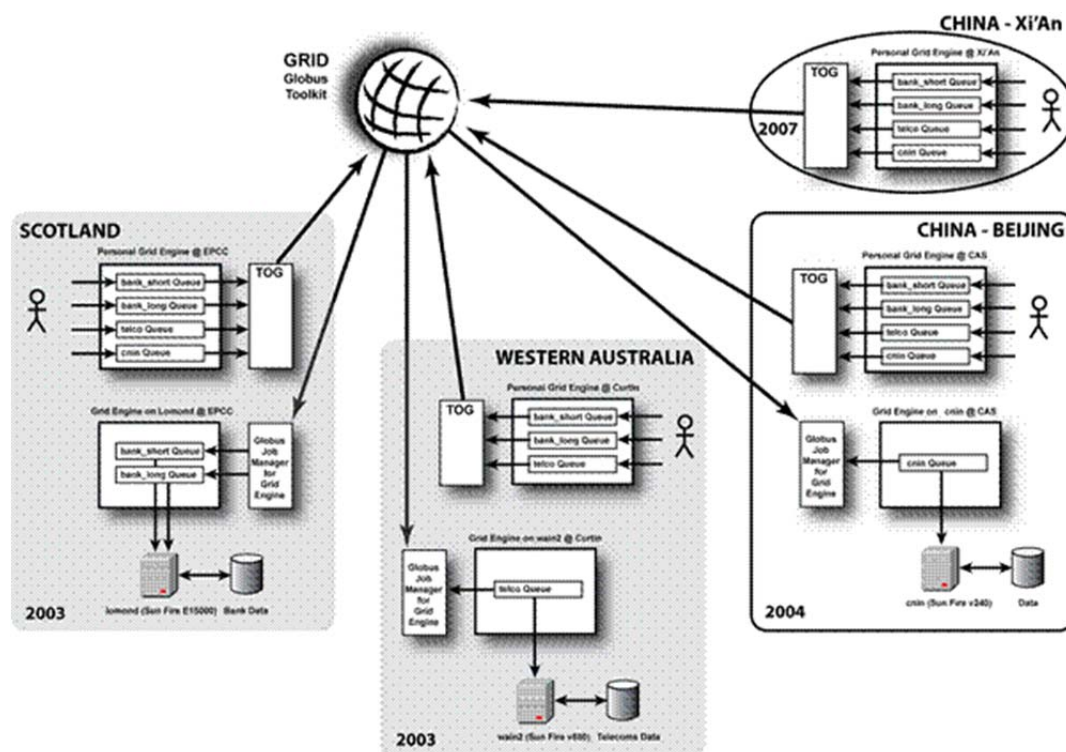 GRID
Globus
Toolkit
CHINA - Xi'An
Personal Grid Engine @ Xi'An
TOG
bank_short Queue
bank_long Queue
telco Queue
cnin Queue
2007
SCOTLAND
Personal Grid Engine @ EPCC
bank_short Queue
bank_long Queue
telco Queue
cnin Queue
TOG
Grid Engine on Lomond @ EPCC
bank_short Queue
bank_long Queue
Globus
Job
Manager
for
Grid
Engine
lomond (Sun Fire E15000)
Bank Data
2003
WESTERN AUSTRALIA
Personal Grid Engine @ Curtin
TOG
bank_short Queue
bank_long Queue
telco Queue
Grid Engine on wain2 @ Curtin
Globus
Job
Manager
for
Grid
Engine
telco Queue
wain2 (Sun Fire v880)
Telecoms Data
2003
CHINA - BEIJING
Personal Grid Engine @ CAS
TOG
bank_short Queue
bank_long Queue
telco Queue
cnin Queue
Grid Engine on cnin @ CAS
Globus
Job
Manager
for
Grid
Engine
cnin Queue
cnin (Sun Fire v240)
Data
2004